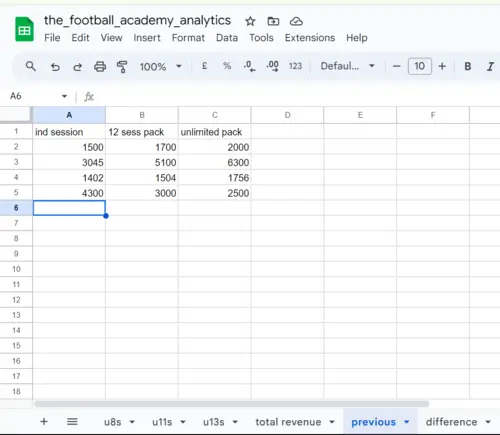 the_football_academy_analytics
File Edit View Insert Format Data Tools Extensions Help
100% £ % .0 .00 123 Defaul... 10 B I
A6 fx
A B C D E F
1 ind session 12 sess pack unlimited pack
2 1500 1700 2000
3 3045 5100 6300
4 1402 1504 1756
5 4300 3000 2500
6
7
8
9
10
11
12
13
14
15
16
17
18
u8s u11s u13s total revenue previous difference